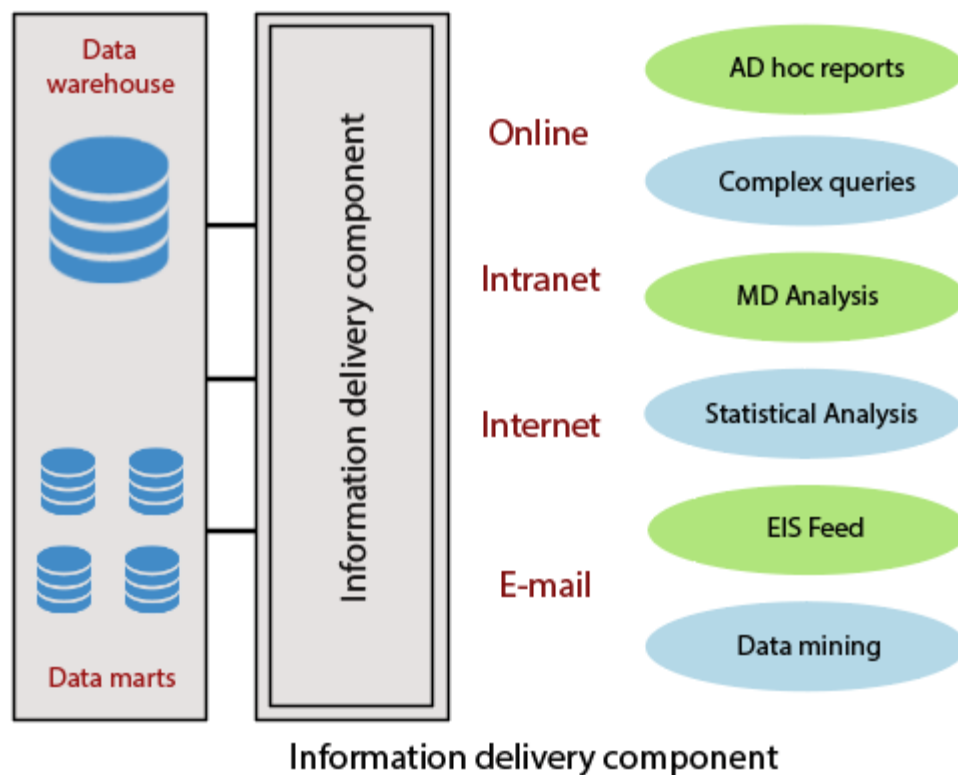 Data
warehouse
Data marts
Information delivery component
Online
Intranet
Internet
E-mail
AD hoc reports
Complex queries
MD Analysis
Statistical Analysis
EIS Feed
Data mining
Information delivery component